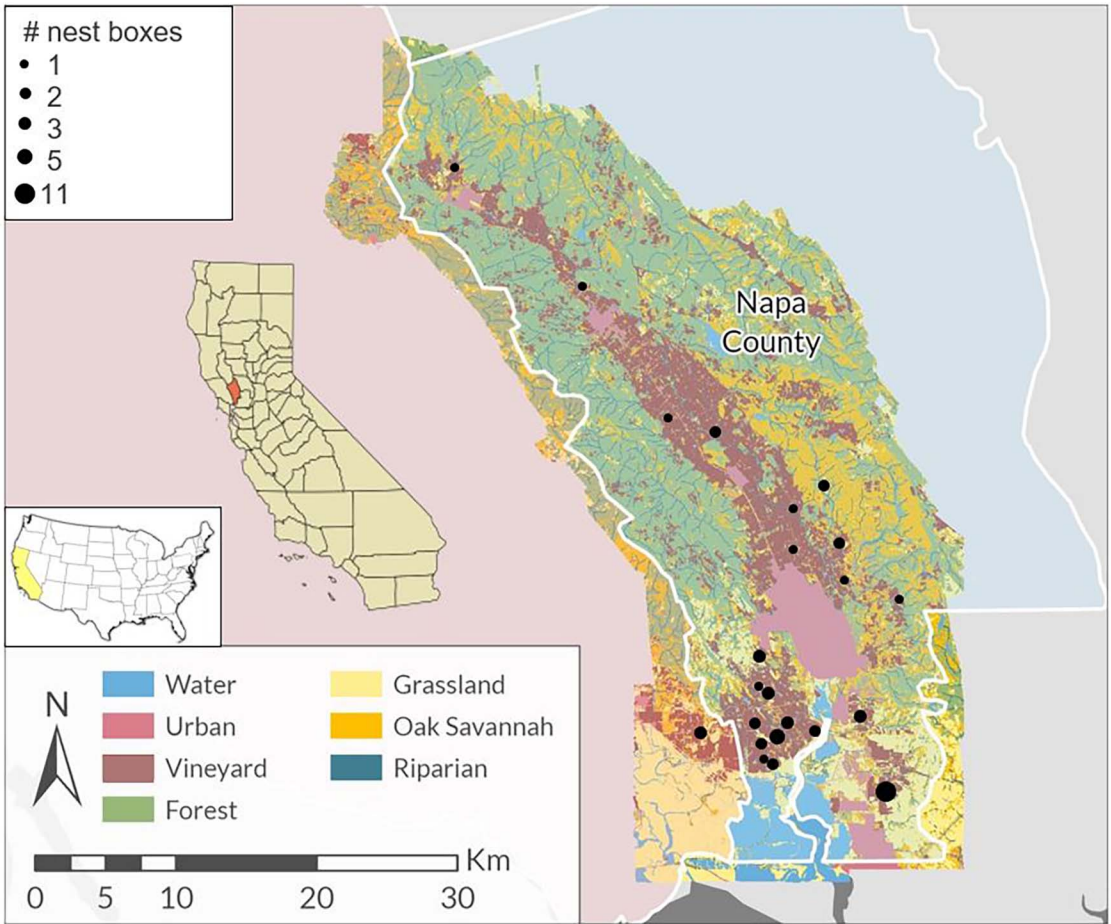 # nest boxes
1
2
3
5
11
Napa
County
N
Water
Urban
Vineyard
Forest
Grassland
Oak Savannah
Riparian
Km
0 5 10 20 30